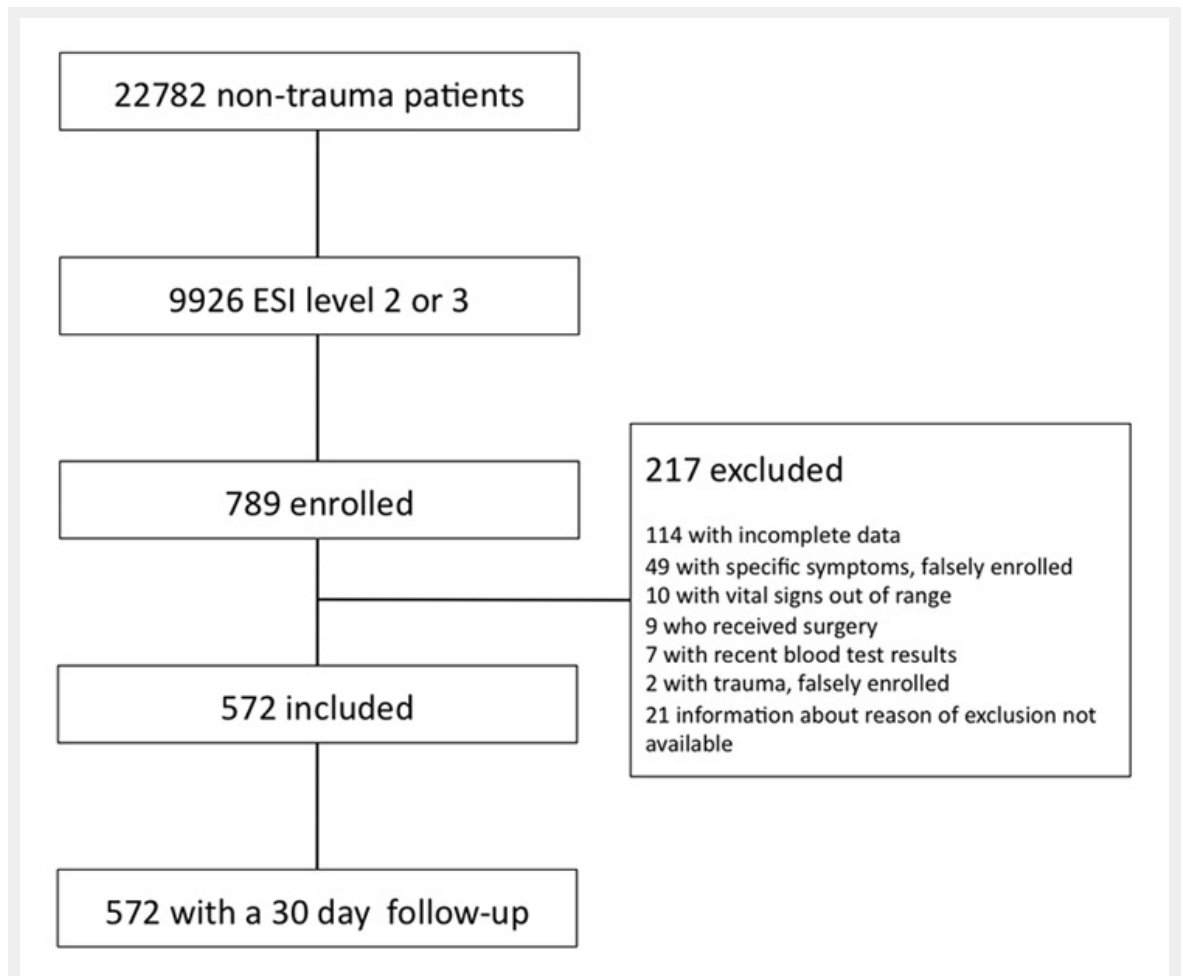 22782 non-trauma patients
9926 ESI level 2 or 3
789 enrolled
217 excluded
114 with incomplete data
49 with specific symptoms, falsely enrolled
10 with vital signs out of range
9 who received surgery
7 with recent blood test results
2 with trauma, falsely enrolled
21 information about reason of exclusion not
available
572 included
572 with a 30 day follow-up